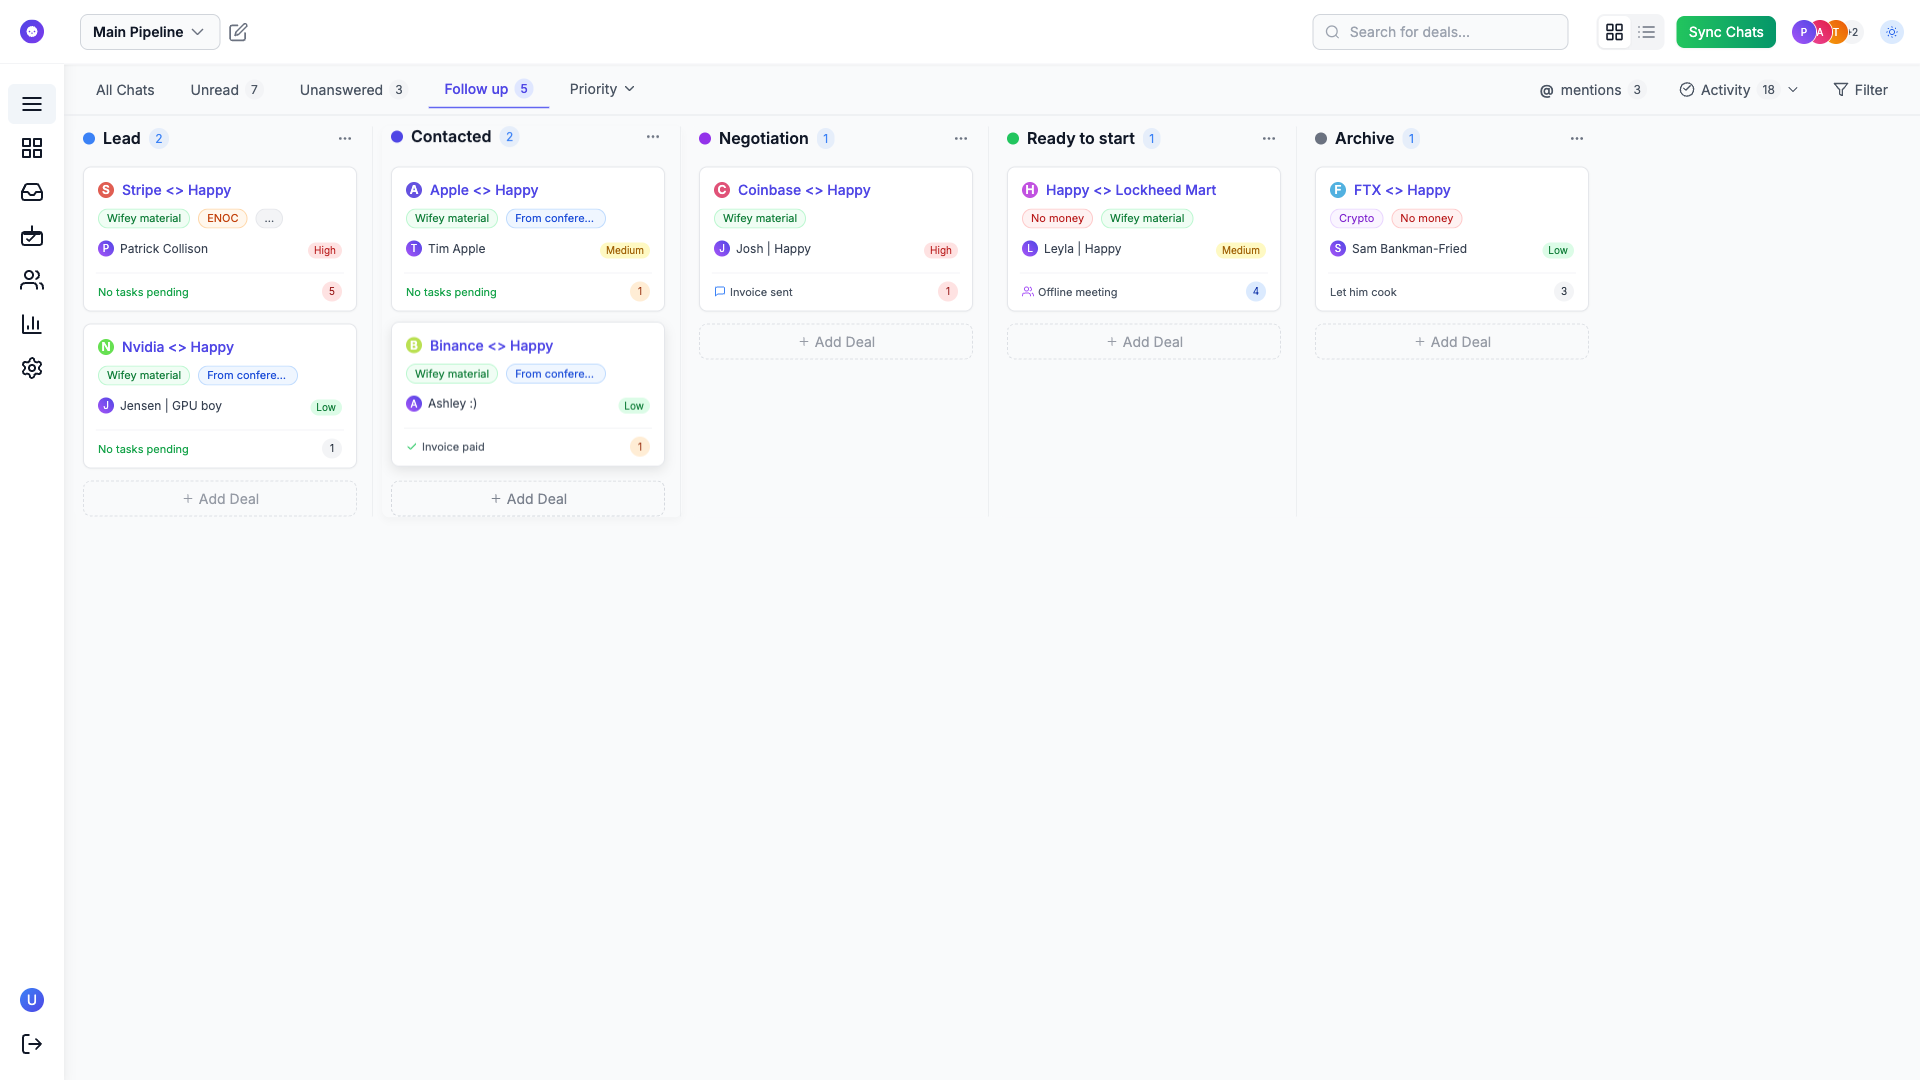 Main Pipeline
Search for deals...
Sync Chats
P A T +2
All Chats
Unread 7
Unanswered 3
Follow up 5
Priority
@ mentions 3
Activity 18
Filter
Lead 2
S Stripe <> Happy
Wifey material ENOC ...
P Patrick Collison High
No tasks pending 5
N Nvidia <> Happy
Wifey material From confere...
J Jensen | GPU boy Low
No tasks pending 1
+ Add Deal
Contacted 2
A Apple <> Happy
Wifey material From confere...
T Tim Apple Medium
No tasks pending 1
B Binance <> Happy
Wifey material From confere...
A Ashley :) Low
Invoice paid 1
+ Add Deal
Negotiation 1
C Coinbase <> Happy
Wifey material
J Josh | Happy High
Invoice sent 1
+ Add Deal
Ready to start 1
H Happy <> Lockheed Mart
No money Wifey material
L Leyla | Happy Medium
Offline meeting 4
+ Add Deal
Archive 1
F FTX <> Happy
Crypto No money
S Sam Bankman-Fried Low
Let him cook 3
+ Add Deal
U